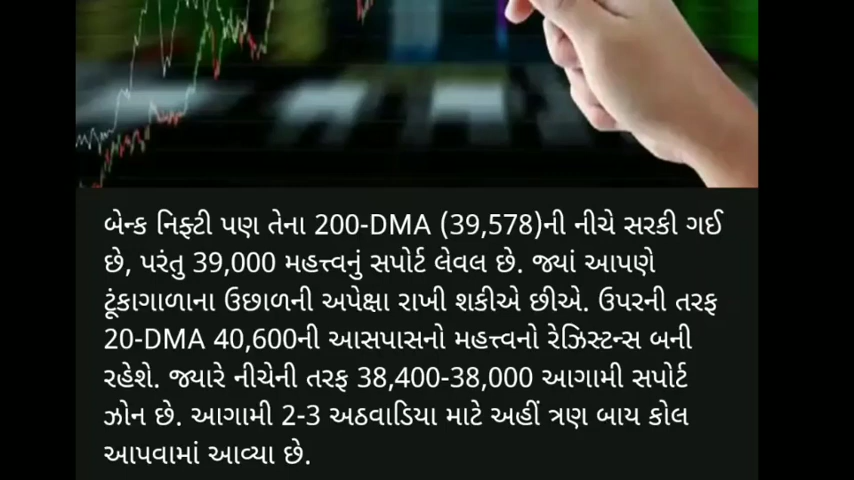 બેન્ક નિફ્ટી પણ તેના 200-DMA (39,578)ની નીચે સરકી ગઈ
છે, પરંતુ 39,000 મહત્ત્વનું સપોર્ટ લેવલ છે. જ્યાં આપણે
ટૂંકાગાળાના ઉછાળની અપેક્ષા રાખી શકીએ છીએ. ઉપરની તરફ
20-DMA 40,600ની આસપાસનો મહત્ત્વનો રેઝિસ્ટન્સ બની
રહેશે. જ્યારે નીચેની તરફ 38,400-38,000 આગામી સપોર્ટ
ઝોન છે. આગામી 2-3 અઠવાડિયા માટે અહીં ત્રણ બાય કોલ
આપવામાં આવ્યા છે.